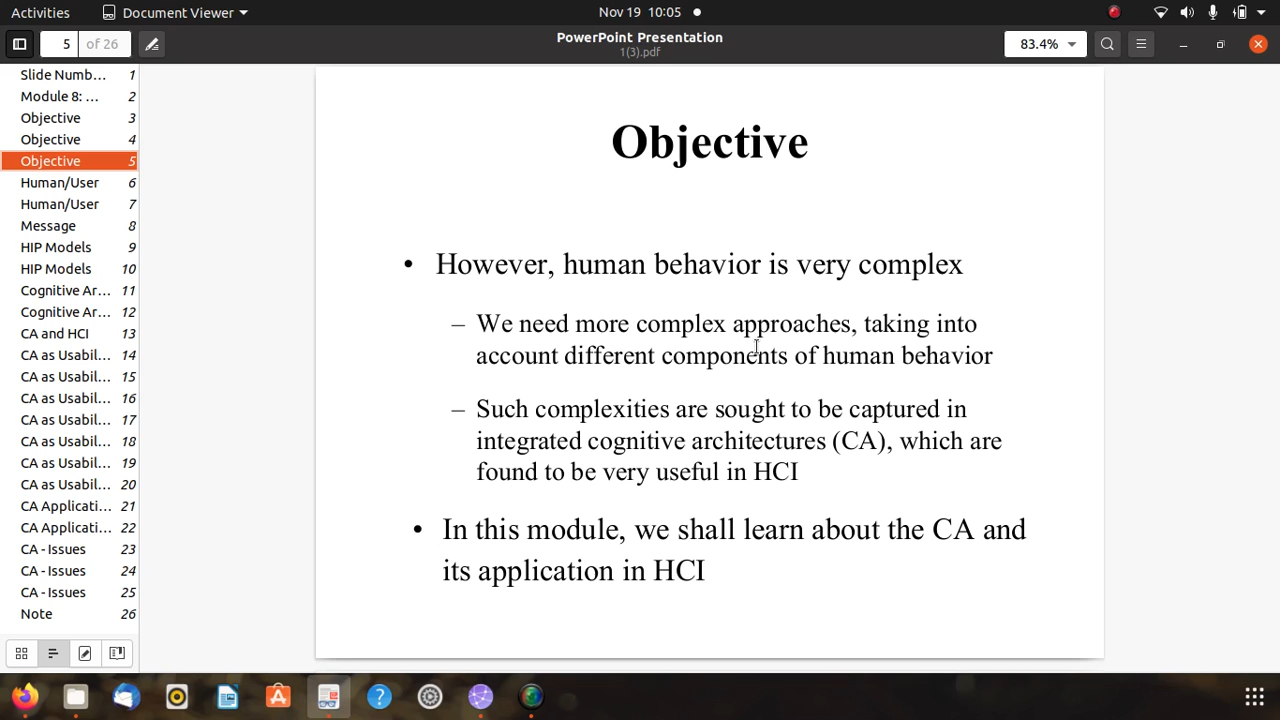 Activities
Document Viewer
Nov 19 10:05
5 of 26
PowerPoint Presentation
1(3).pdf
83.4%
Slide Numb... 1
Module 8: ... 2
Objective 3
Objective 4
Objective 5
Human/User 6
Human/User 7
Message 8
HIP Models 9
HIP Models 10
Cognitive Ar... 11
Cognitive Ar... 12
CA and HCI 13
CA as Usabil... 14
CA as Usabil... 15
CA as Usabil... 16
CA as Usabil... 17
CA as Usabil... 18
CA as Usabil... 19
CA as Usabil... 20
CA Applicati... 21
CA Applicati... 22
CA - Issues 23
CA - Issues 24
CA - Issues 25
Note 26
Objective
• However, human behavior is very complex
– We need more complex approaches, taking into
account different components of human behavior
– Such complexities are sought to be captured in
integrated cognitive architectures (CA), which are
found to be very useful in HCI
• In this module, we shall learn about the CA and
its application in HCI